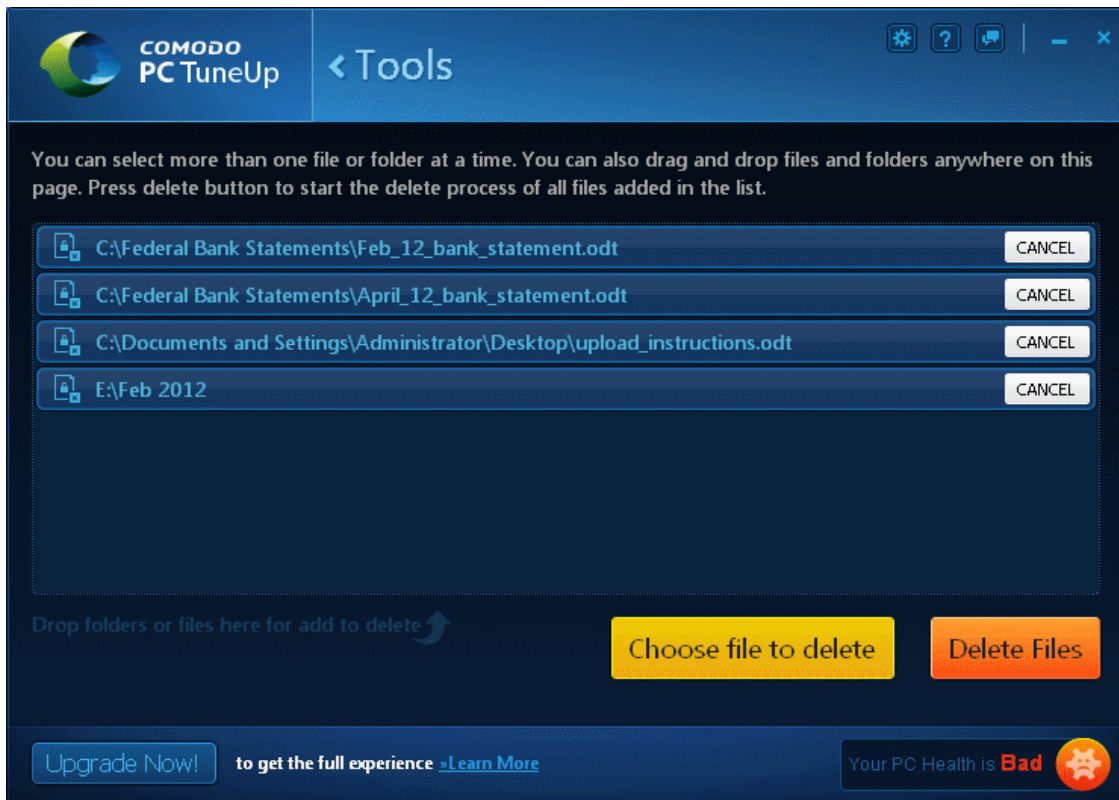 COMODO
PC TuneUp
< Tools
?
You can select more than one file or folder at a time. You can also drag and drop files and folders anywhere on this
page. Press delete button to start the delete process of all files added in the list.
C:\Federal Bank Statements\Feb_12_bank_statement.odt CANCEL
C:\Federal Bank Statements\April_12_bank_statement.odt CANCEL
C:\Documents and Settings\Administrator\Desktop\upload_instructions.odt CANCEL
E:\Feb 2012 CANCEL
Drop folders or files here for add to delete
Choose file to delete
Delete Files
Upgrade Now! to get the full experience »Learn More
Your PC Health is Bad